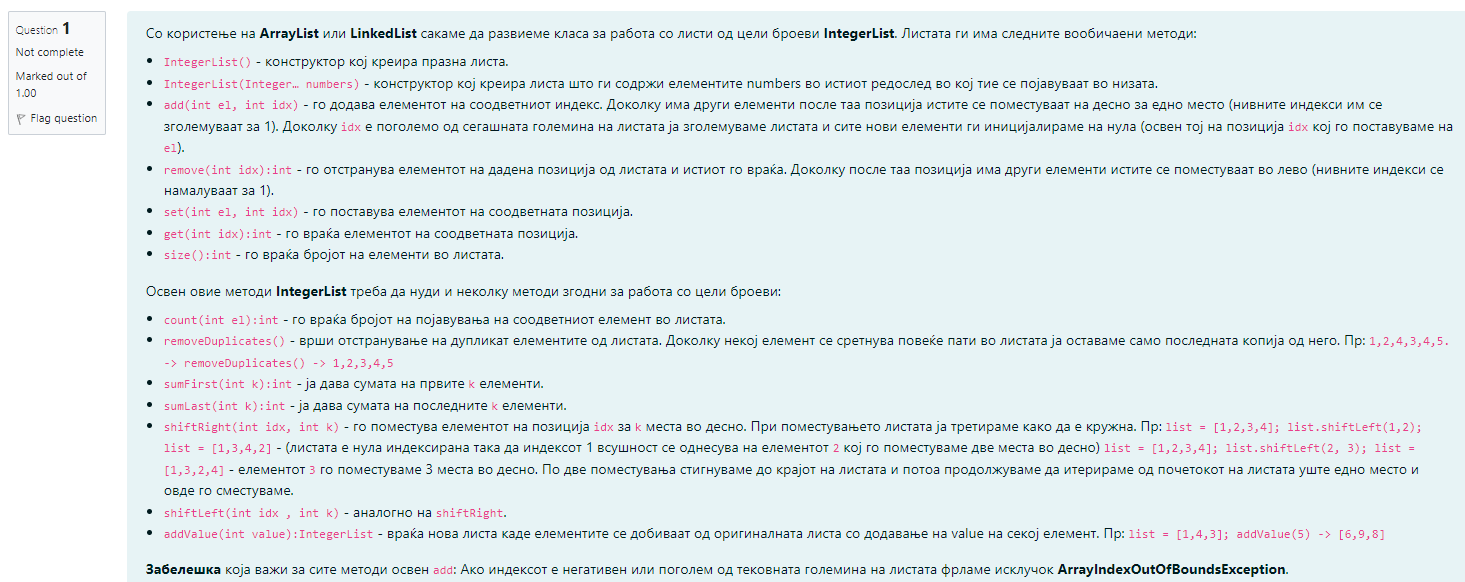 Question 1
Not complete
Marked out of
1.00
Flag question
Со користење на ArrayList или LinkedList сакаме да развиеме класа за работа со листи од цели броеви IntegerList. Листата ги има следните вообичаени методи:
IntegerList() - конструктор кој креира празна листа.
IntegerList(Integer… numbers) - конструктор кој креира листа што ги содржи елементите numbers во истиот редослед во кој тие се појавуваат во низата.
add(int el, int idx) - го додава елементот на соодветниот индекс. Доколку има други елементи после таа позиција истите се поместуваат на десно за едно место (нивните индекси им се
зголемуваат за 1). Доколку idx е поголемо од сегашната големина на листата ја зголемуваме листата и сите нови елементи ги иницијалираме на нула (освен тој на позиција idx кој го поставуваме на
el).
remove(int idx):int - го отстранува елементот на дадена позиција од листата и истиот го враќа. Доколку после таа позиција има други елементи истите се поместуваат во лево (нивните индекси се
намалуваат за 1).
set(int el, int idx) - го поставува елементот на соодветната позиција.
get(int idx):int - го враќа елементот на соодветната позиција.
size():int - го враќа бројот на елементи во листата.
Освен овие методи IntegerList треба да нуди и неколку методи згодни за работа со цели броеви:
count(int el):int - го враќа бројот на појавувања на соодветниот елемент во листата.
removeDuplicates() - врши отстранување на дупликат елементите од листата. Доколку некој елемент се сретнува повеќе пати во листата ја оставаме само последната копија од него. Пр: 1,2,4,3,4,5.
-> removeDuplicates() -> 1,2,3,4,5
sumFirst(int k):int - ја дава сумата на првите k елементи.
sumLast(int k):int - ја дава сумата на последните k елементи.
shiftRight(int idx, int k) - го поместува елементот на позиција idx за k места во десно. При поместувањето листата ја третираме како да е кружна. Пр: list = [1,2,3,4]; list.shiftLeft(1,2);
list = [1,3,4,2] - (листата е нула индексирана така да индексот 1 всушност се однесува на елементот 2 кој го поместуваме две места во десно) list = [1,2,3,4]; list.shiftLeft(2, 3); list =
[1,3,2,4] - елементот 3 го поместуваме 3 места во десно. По две поместувања стигнуваме до крајот на листата и потоа продолжуваме да итерираме од почетокот на листата уште едно место и
овде го сместуваме.
shiftLeft(int idx , int k) - аналогно на shiftRight.
addValue(int value):IntegerList - враќа нова листа каде елементите се добиваат од оригиналната листа со додавање на value на секој елемент. Пр: list = [1,4,3]; addValue(5) -> [6,9,8]
Забелешка која важи за сите методи освен add: Ако индексот е негативен или поголем од тековната големина на листата фрламе исклучок ArrayIndexOutOfBoundsException.